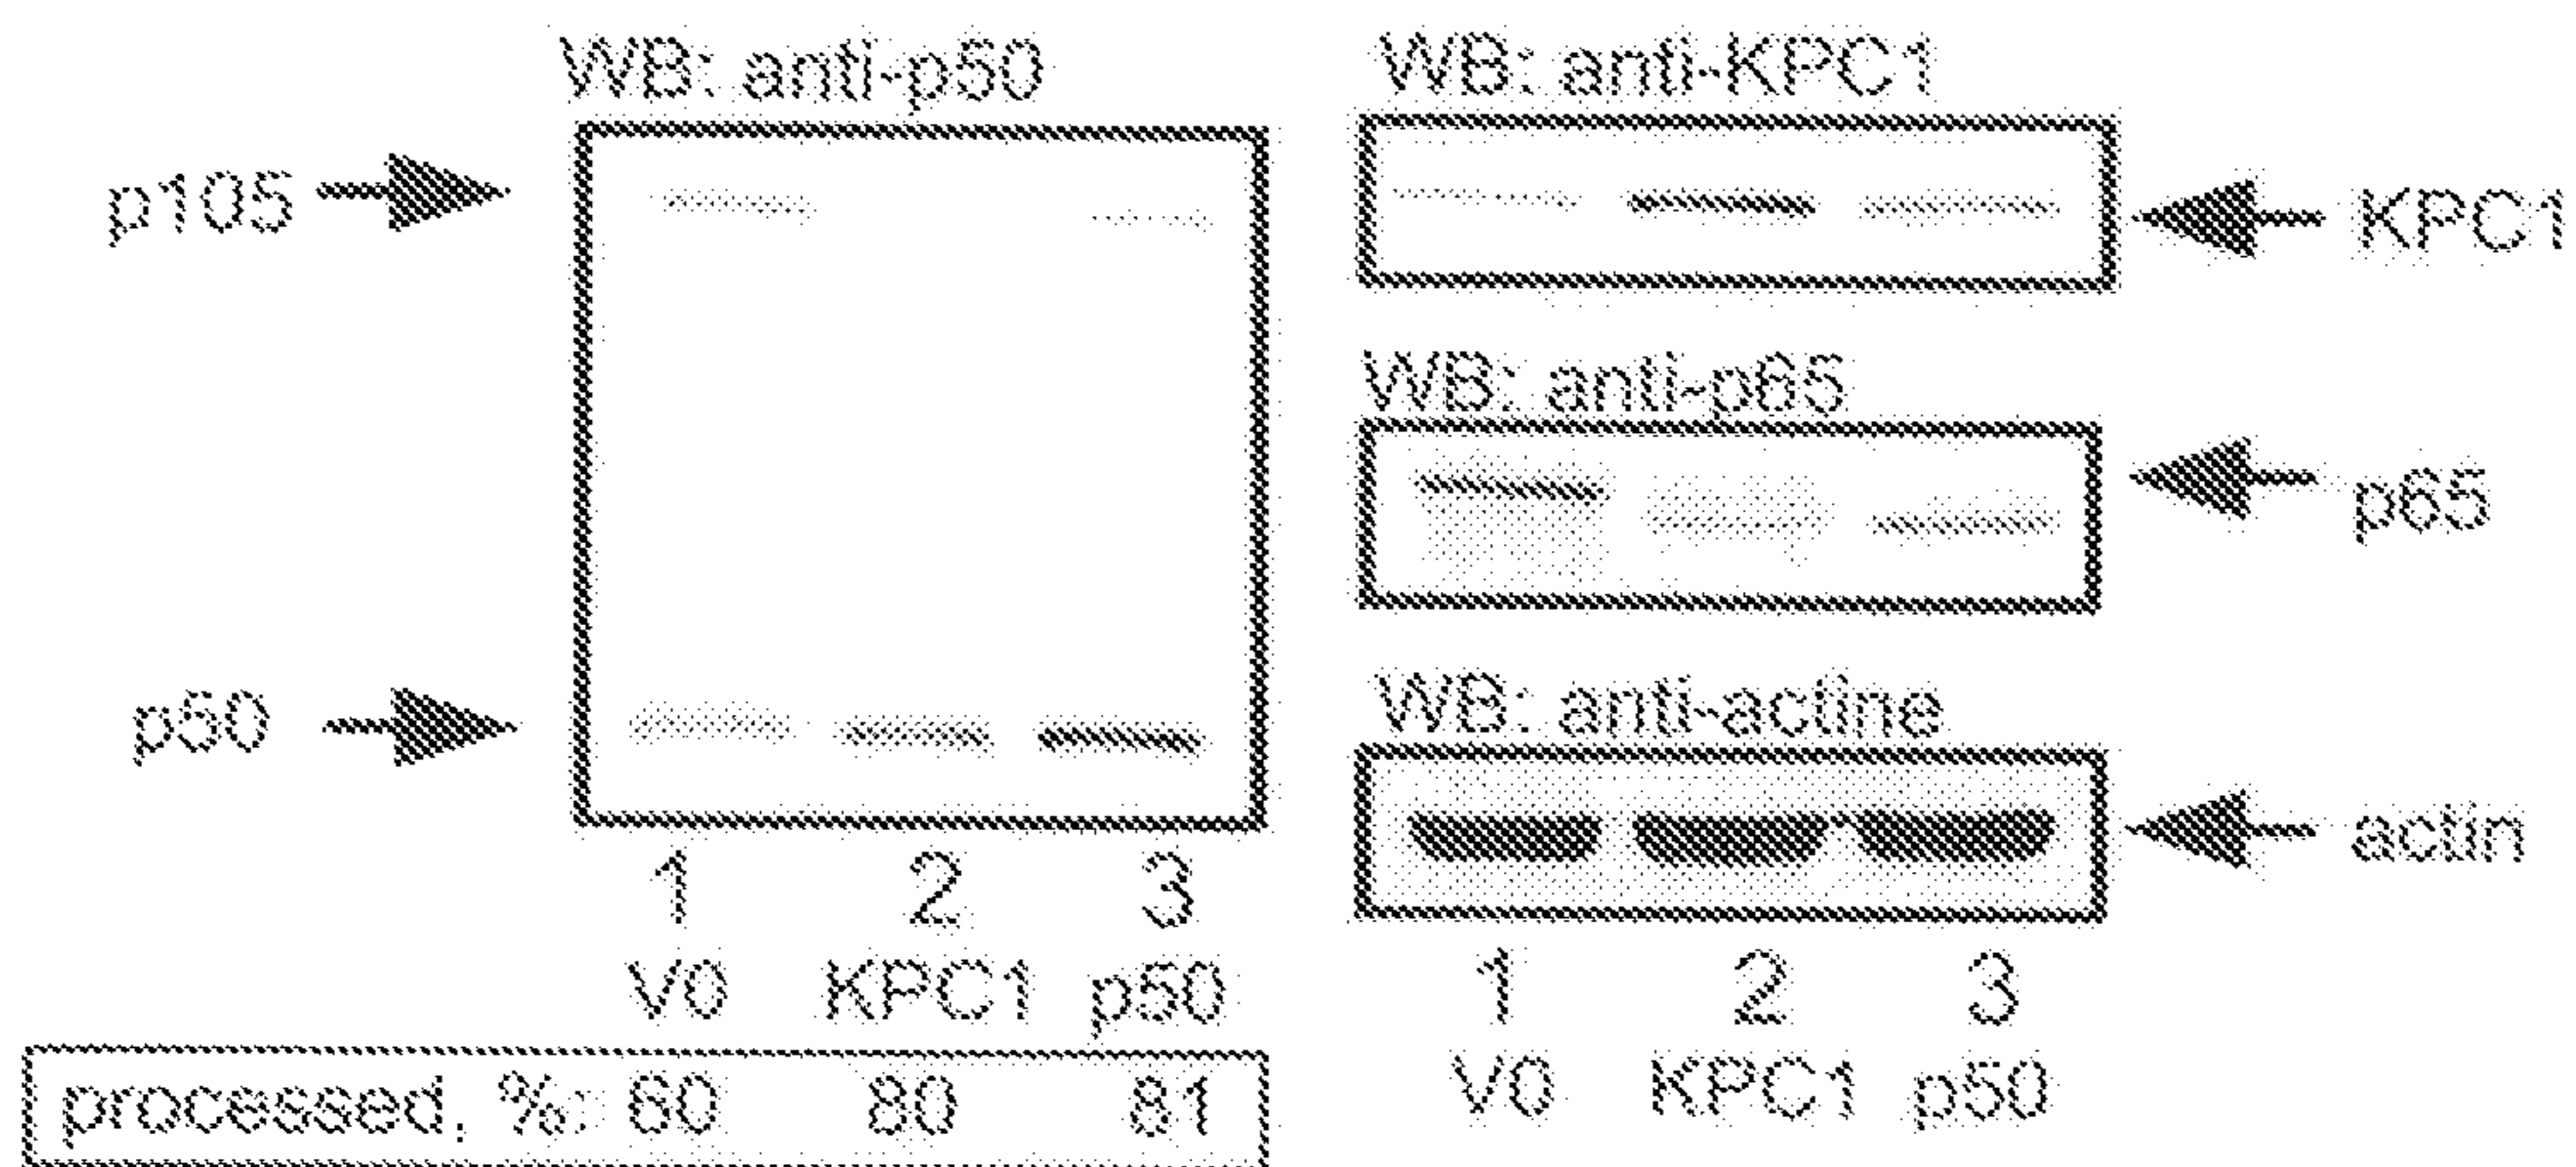 WB: anti-p50
p105
p50
1 2 3
V0 KPC1 p50
processed, %: 60 80 81
WB: anti-KPC1
KPC1
WB: anti-p65
p65
WB: anti-actine
actin
1 2 3
V0 KPC1 p50